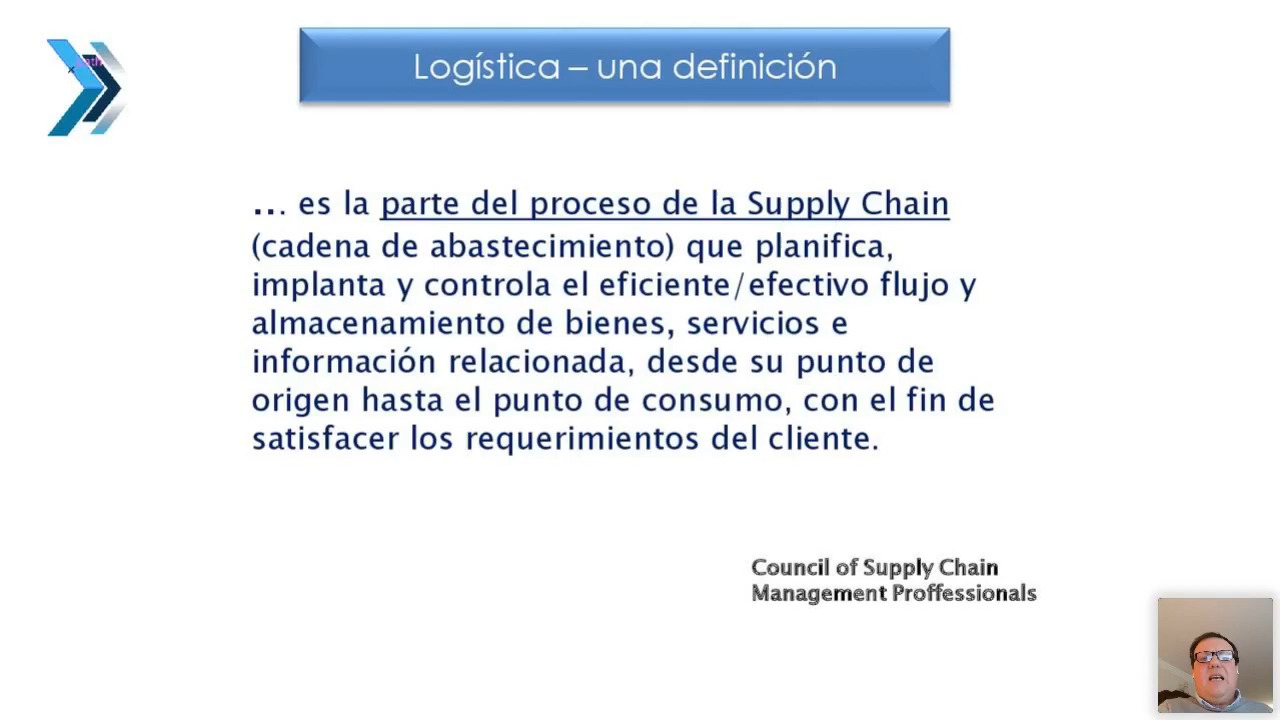 Logística – una definición
... es la parte del proceso de la Supply Chain
(cadena de abastecimiento) que planifica,
implanta y controla el eficiente/efectivo flujo y
almacenamiento de bienes, servicios e
información relacionada, desde su punto de
origen hasta el punto de consumo, con el fin de
satisfacer los requerimientos del cliente.
Council of Supply Chain
Management Proffessionals